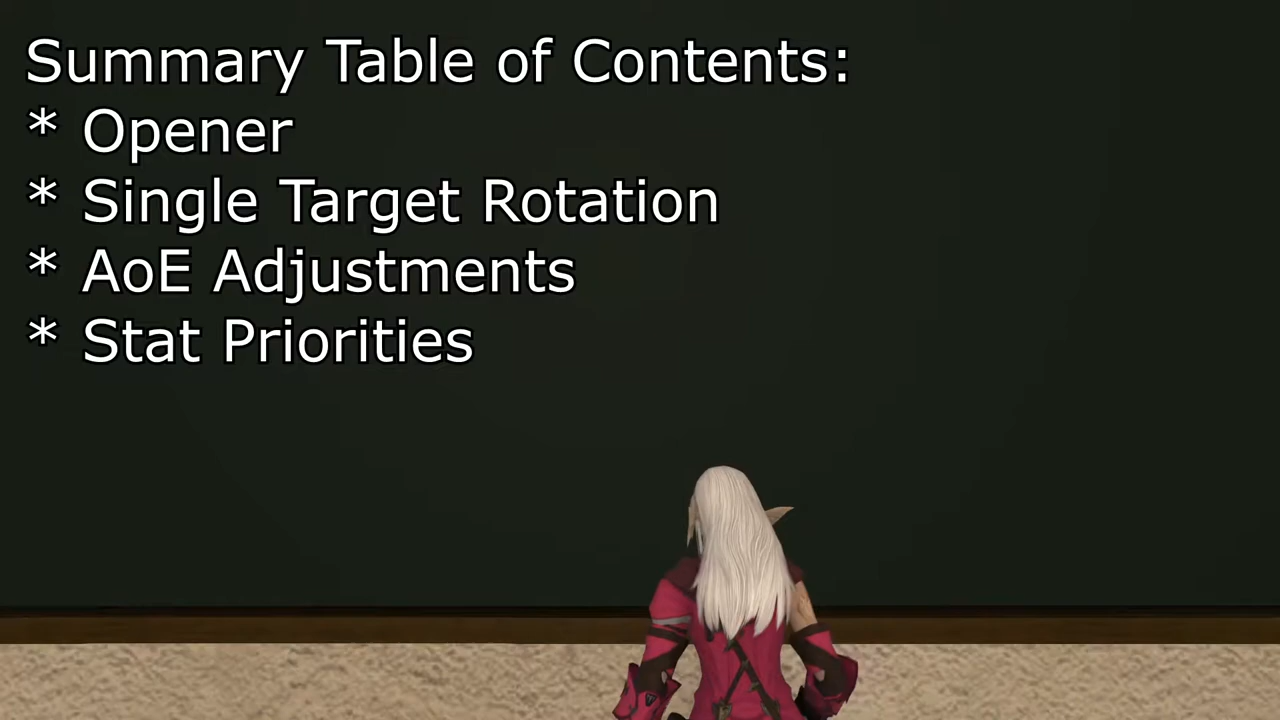 Summary Table of Contents:
* Opener
* Single Target Rotation
* AoE Adjustments
* Stat Priorities